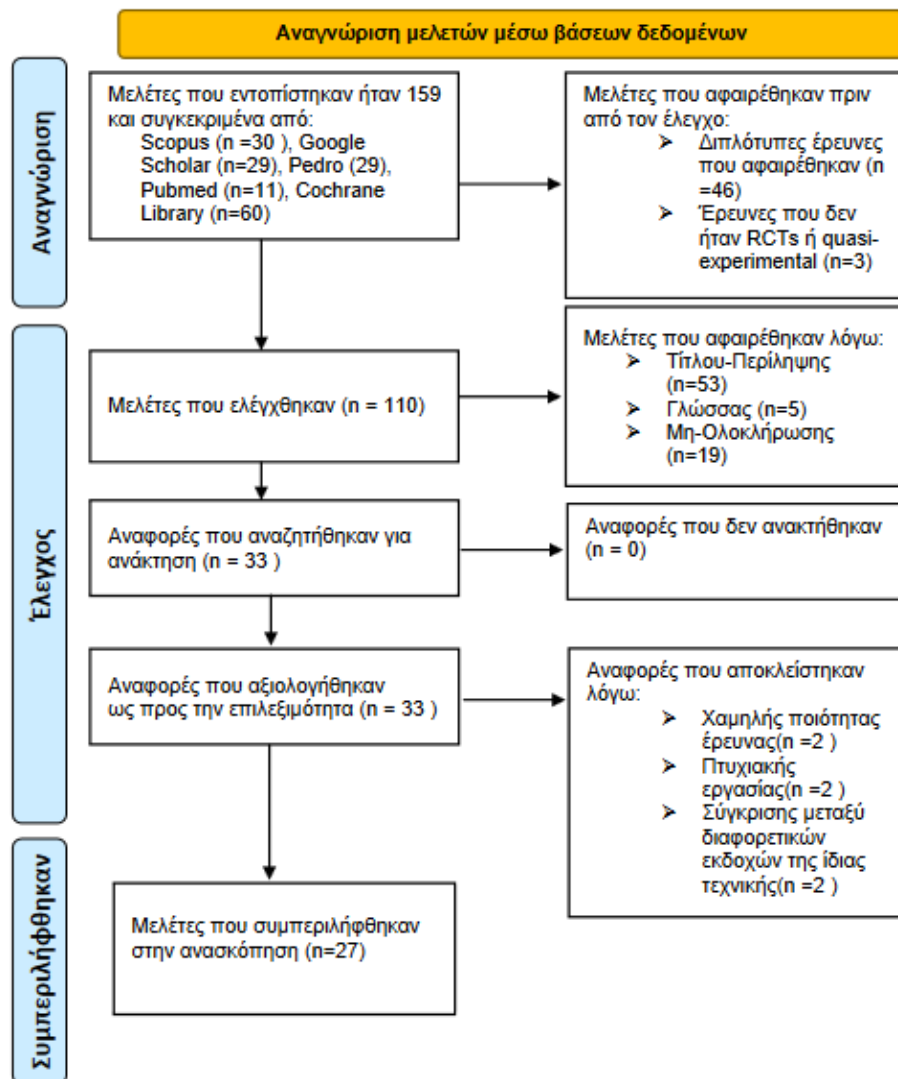 Αναγνώριση μελετών μέσω βάσεων δεδομένων
Αναγνώριση
Μελέτες που εντοπίστηκαν ήταν 159
και συγκεκριμένα από:
Scopus (n =30 ), Google
Scholar (n=29), Pedro (29),
Pubmed (n=11), Cochrane
Library (n=60)
Μελέτες που αφαιρέθηκαν πριν
από τον έλεγχο:
➤ Διπλότυπες έρευνες
που αφαιρέθηκαν (n
=46)
➤ Έρευνες που δεν
ήταν RCTs ή quasi-
experimental (n=3)
Έλεγχος
Μελέτες που ελέγχθηκαν (n = 110)
Μελέτες που αφαιρέθηκαν λόγω:
➤ Τίτλου-Περίληψης
(n=53)
➤ Γλώσσας (n=5)
➤ Μη-Ολοκλήρωσης
(n=19)
Αναφορές που αναζητήθηκαν για
ανάκτηση (n = 33 )
Αναφορές που δεν ανακτήθηκαν
(n = 0)
Αναφορές που αξιολογήθηκαν
ως προς την επιλεξιμότητα (n = 33 )
Αναφορές που αποκλείστηκαν
λόγω:
➤ Χαμηλής ποιότητας
έρευνας(n =2 )
➤ Πτυχιακής
εργασίας(n =2 )
➤ Σύγκρισης μεταξύ
διαφορετικών
εκδοχών της ίδιας
τεχνικής(n =2 )
Συμπεριλήφθηκαν
Μελέτες που συμπεριλήφθηκαν
στην ανασκόπηση (n=27)